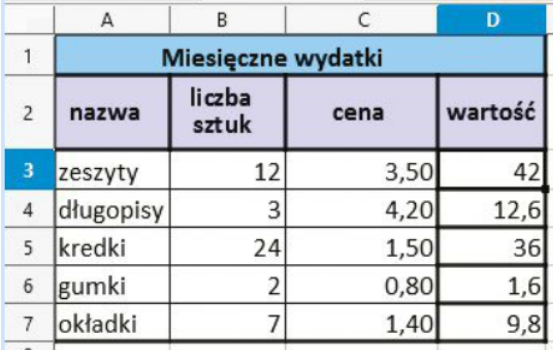 A B C D
1 Miesięczne wydatki
2 nazwa liczba sztuk cena wartość
3 zeszyty 12 3,50 42
4 długopisy 3 4,20 12,6
5 kredki 24 1,50 36
6 gumki 2 0,80 1,6
7 okładki 7 1,40 9,8